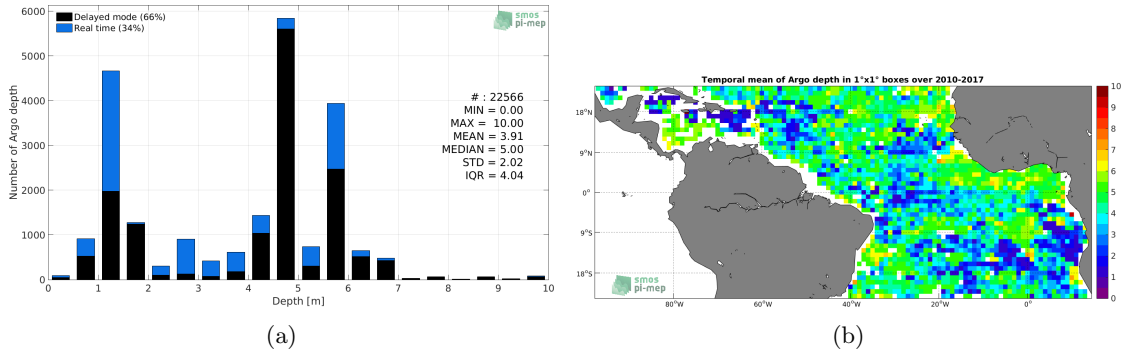 Delayed mode (66%)
Real time (34%)
smos
pi-mep
6000
5000
4000
3000
2000
1000
0
Number of Argo depth
# : 22566
MIN = 0.00
MAX = 10.00
MEAN = 3.91
MEDIAN = 5.00
STD = 2.02
IQR = 4.04
0 1 2 3 4 5 6 7 8 9 10
Depth [m]
(a)
Temporal mean of Argo depth in 1°x1° boxes over 2010-2017
18°N
9°N
0°
9°S
18°S
80°W 60°W 40°W 20°W 0°
smos
pi-mep
10
9
8
7
6
5
4
3
2
1
0
(b)